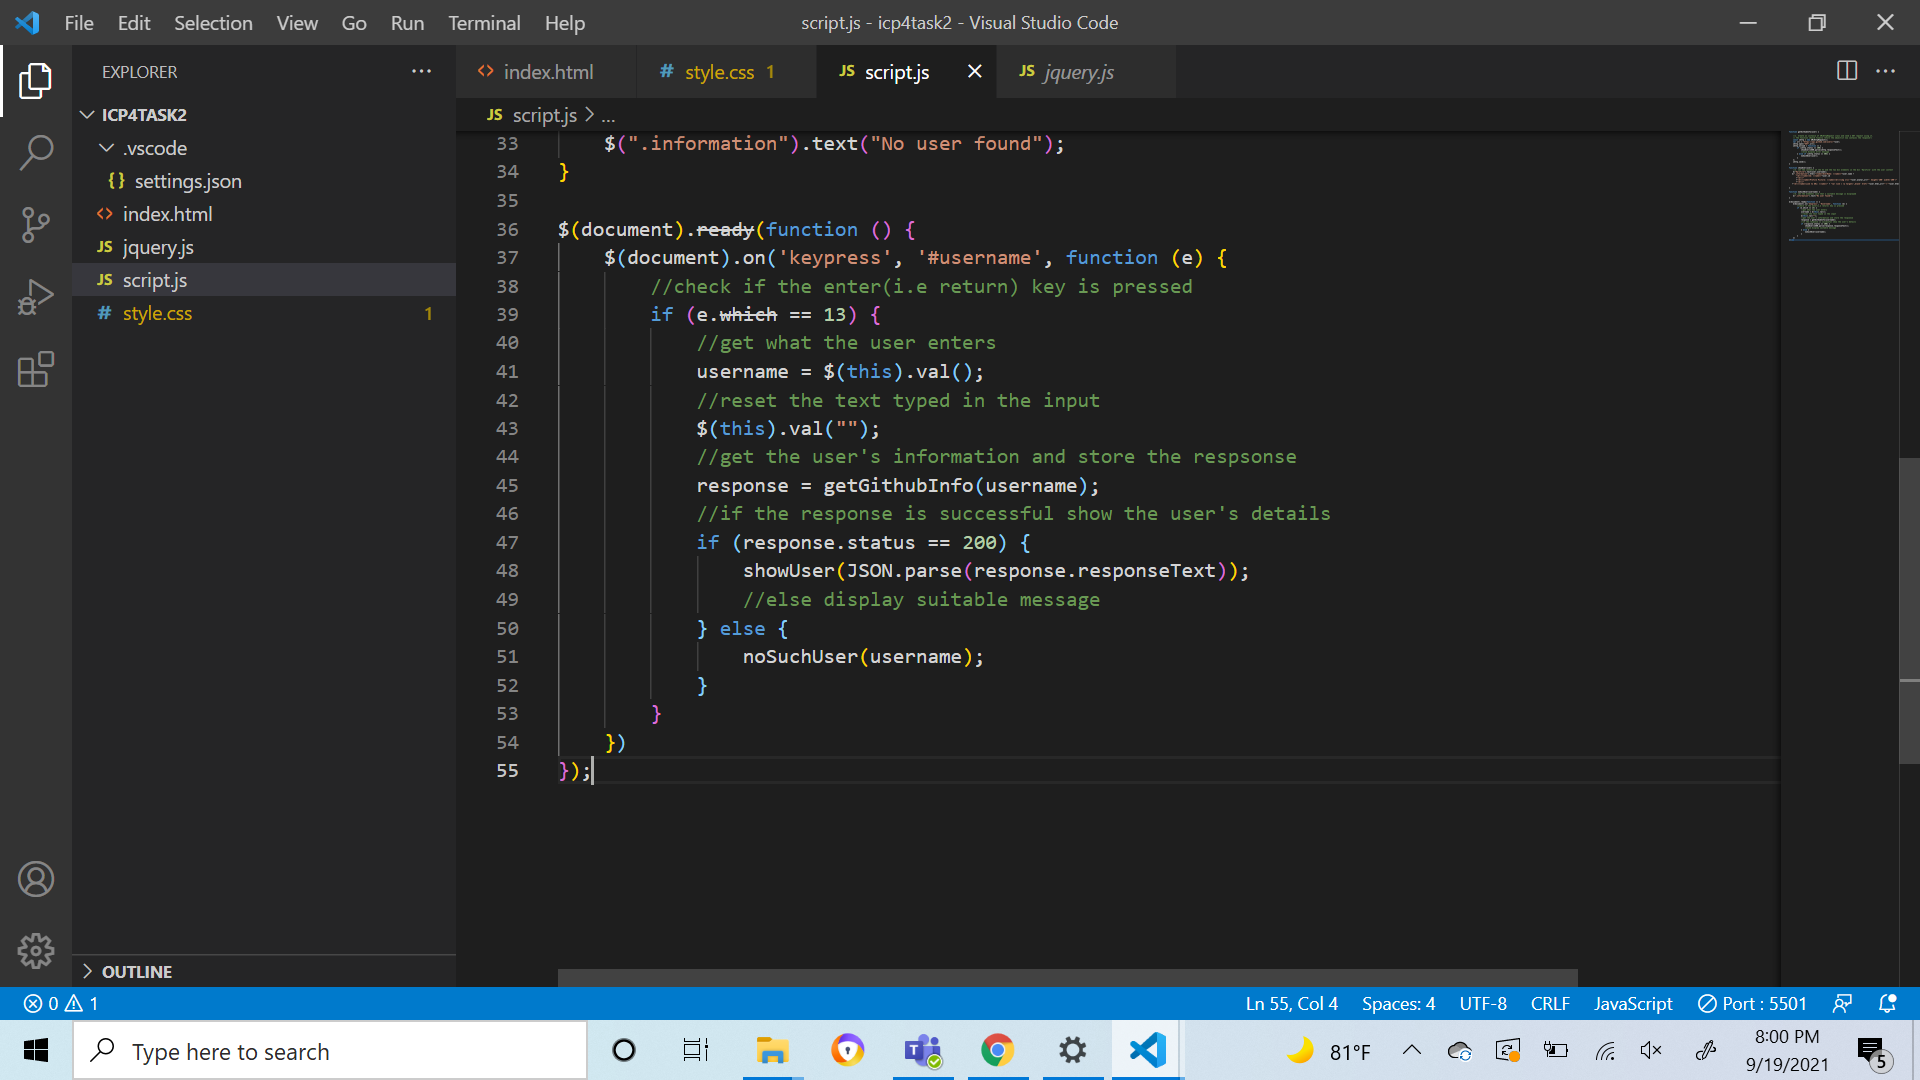 File Edit Selection View Go Run Terminal Help
script.js - icp4task2 - Visual Studio Code
EXPLORER
index.html
style.css 1
script.js
jquery.js
script.js > ...
ICP4TASK2
.vscode
{} settings.json
<> index.html
JS jquery.js
JS script.js
# style.css 1
OUTLINE
33 $(".information").text("No user found");
34 }
35
36 $(document).ready(function () {
37 $(document).on('keypress', '#username', function (e) {
38 //check if the enter(i.e return) key is pressed
39 if (e.which == 13) {
40 //get what the user enters
41 username = $(this).val();
42 //reset the text typed in the input
43 $(this).val("");
44 //get the user's information and store the respsonse
45 response = getGithubInfo(username);
46 //if the response is successful show the user's details
47 if (response.status == 200) {
48 showUser(JSON.parse(response.responseText));
49 //else display suitable message
50 } else {
51 noSuchUser(username);
52 }
53 }
54 })
55 });
0 1
Ln 55, Col 4 Spaces: 4 UTF-8 CRLF JavaScript Port : 5501
Type here to search
81°F
8:00 PM
9/19/2021
5